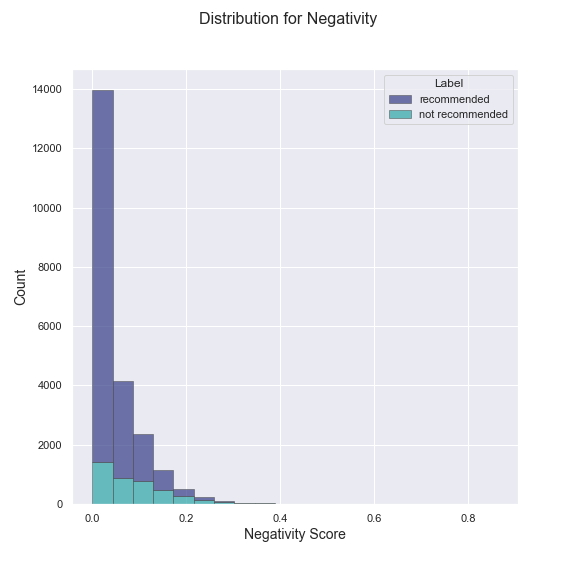 Distribution for Negativity
Label
recommended
not recommended
14000
12000
10000
8000
6000
4000
2000
0
Count
0.0 0.2 0.4 0.6 0.8
Negativity Score